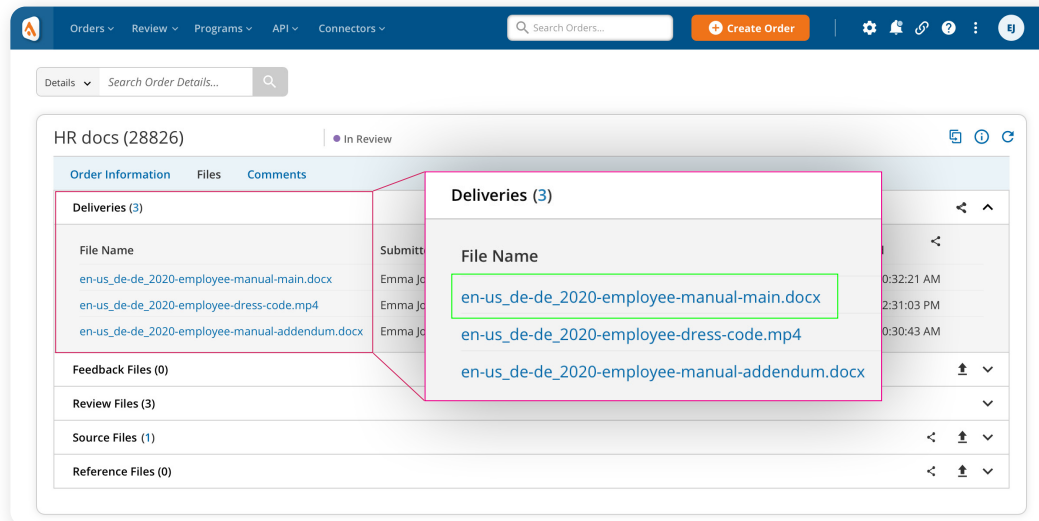 Orders Review Programs API Connectors Search Orders... Create Order EJ
Details Search Order Details...
HR docs (28826) In Review
Order Information Files Comments
Deliveries (3)
File Name
en-us_de-de_2020-employee-manual-main.docx Emma 0:32:21 AM
en-us_de-de_2020-employee-dress-code.mp4 Emma 2:31:03 PM
en-us_de-de_2020-employee-manual-addendum.docx Emma 0:30:43 AM
Deliveries (3)
File Name
en-us_de-de_2020-employee-manual-main.docx
en-us_de-de_2020-employee-dress-code.mp4
en-us_de-de_2020-employee-manual-addendum.docx
Feedback Files (0)
Review Files (3)
Source Files (1)
Reference Files (0)